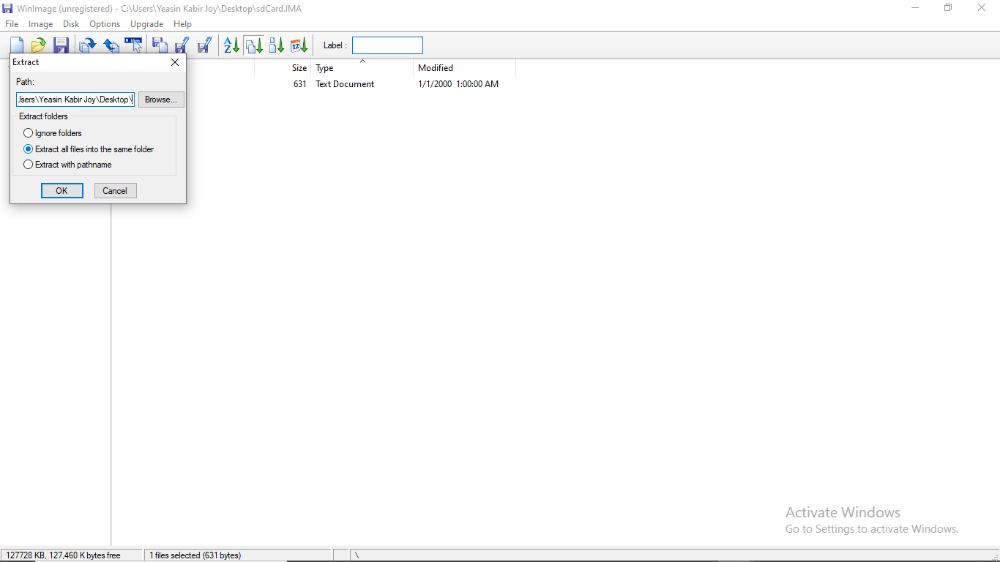 WinImage (unregistered) - C:\Users\Yeasin Kabir Joy\Desktop\sdCard.IMA
File Image Disk Options Upgrade Help
Label :
Extract
Path:
Jsers\Yeasin Kabir Joy\Desktop\
Browse...
Extract folders
Ignore folders
Extract all files into the same folder
Extract with pathname
OK Cancel
Size Type Modified
631 Text Document 1/1/2000 1:00:00 AM
Activate Windows
Go to Settings to activate Windows.
127728 KB, 127,460 K bytes free 1 files selected (631 bytes) \